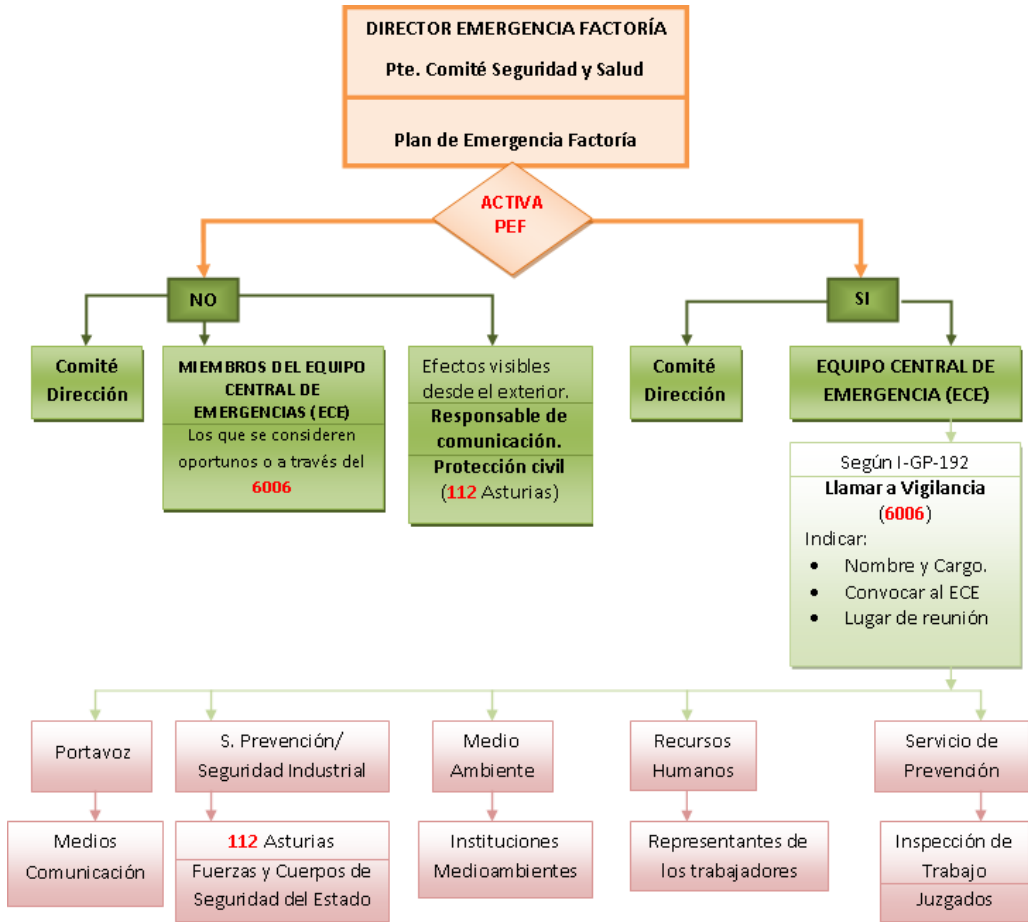 DIRECTOR EMERGENCIA FACTORÍA
Pte. Comité Seguridad y Salud
Plan de Emergencia Factoría
ACTIVA
PEF
NO
SI
Comité
Dirección
MIEMBROS DEL EQUIPO
CENTRAL DE
EMERGENCIAS (ECE)
Los que se consideren
oportunos o a través del
6006
Efectos visibles
desde el exterior.
Responsable de
comunicación.
Protección civil
(112 Asturias)
Comité
Dirección
EQUIPO CENTRAL DE
EMERGENCIA (ECE)
Según I-GP-192
Llamar a Vigilancia
(6006)
Indicar:
• Nombre y Cargo.
• Convocar al ECE
• Lugar de reunión
Portavoz
S. Prevención/
Seguridad Industrial
Medio
Ambiente
Recursos
Humanos
Servicio de
Prevención
Medios
Comunicación
112 Asturias
Fuerzas y Cuerpos de
Seguridad del Estado
Instituciones
Medioambientes
Representantes de
los trabajadores
Inspección de
Trabajo
Juzgados